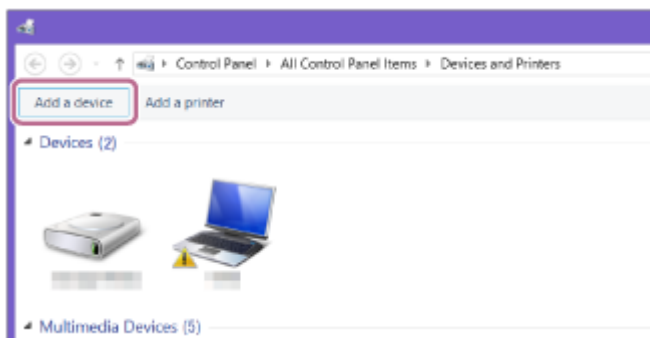 Control Panel ▸ All Control Panel Items ▸ Devices and Printers
Add a device Add a printer
Devices (2)
Multimedia Devices (5)